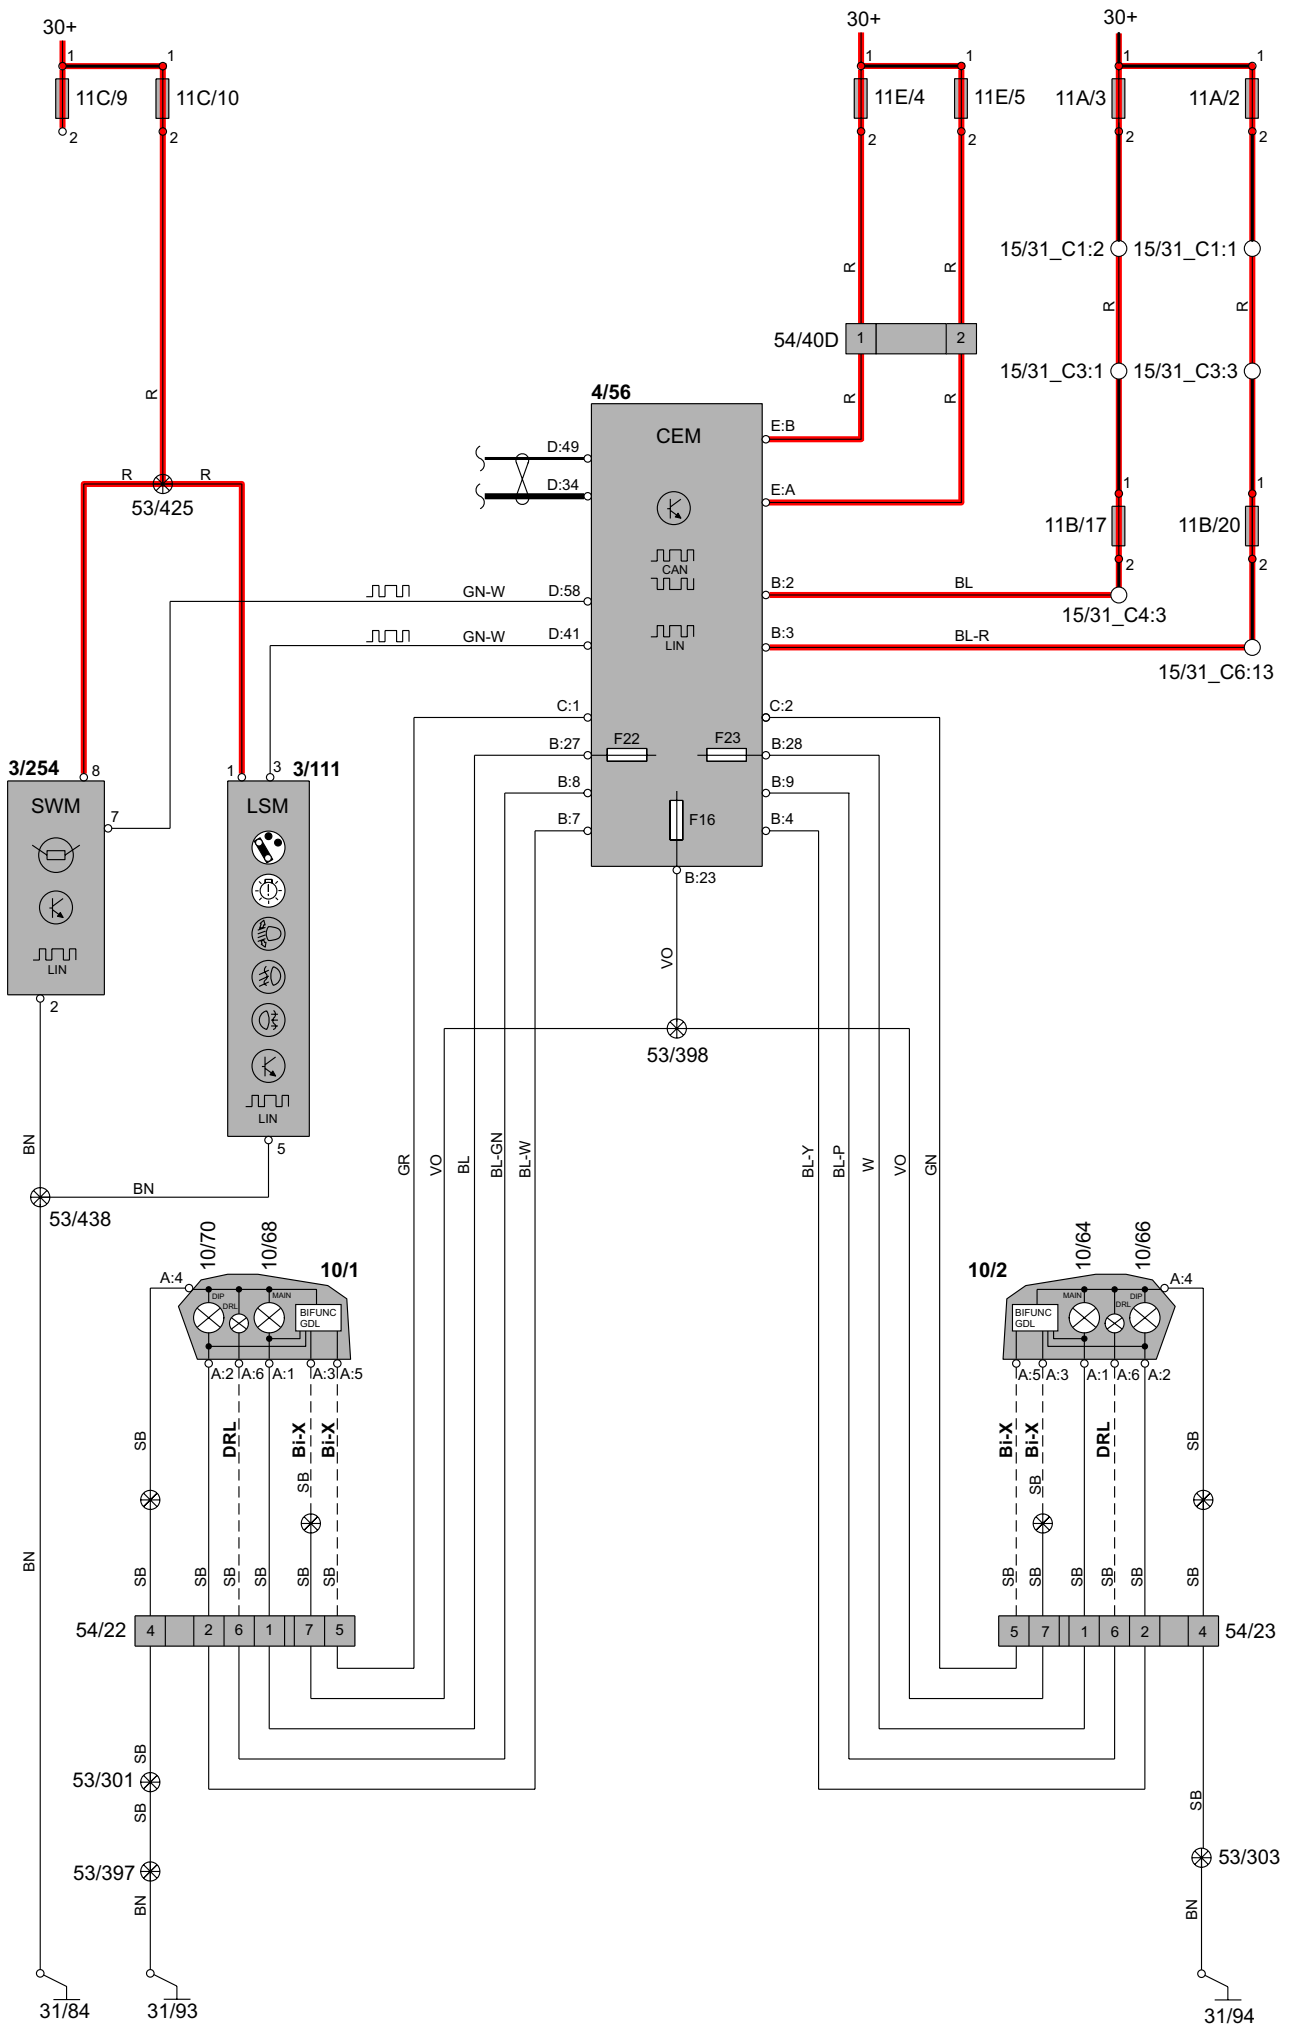 30+
30+
30+
1
1
1
1
1
1
11C/9
11C/10
11E/4
11E/5
11A/3
11A/2
2
2
2
2
2
2
15/31_C1:2
15/31_C1:1
R
R
R
R
54/40D
1
2
15/31_C3:1
15/31_C3:3
R
R
R
4/56
CEM
E:B
D:49
R
R
53/425
D:34
E:A
1
1
11B/17
11B/20
CAN
2
2
GN-W
D:58
B:2
BL
15/31_C4:3
GN-W
D:41
LIN
B:3
BL-R
15/31_C6:13
C:1
C:2
F22
F23
B:27
B:28
3/254
8
1
3
3/111
B:8
B:9
SWM
LSM
7
B:7
F16
B:4
B:23
LIN
VO
2
53/398
LIN
BN
5
GR
VO
BL
BL-GN
BL-W
BL-Y
BL-P
W
VO
GN
BN
53/438
10/70
10/68
10/1
10/2
10/64
10/66
A:4
A:4
DIP
DRL
MAIN
BIFUNC
GDL
BIFUNC
GDL
MAIN
DRL
DIP
A:2
A:6
A:1
A:3
A:5
A:5
A:3
A:1
A:6
A:2
SB
DRL
Bi-X
Bi-X
Bi-X
Bi-X
DRL
SB
SB
SB
BN
SB
SB
SB
SB
SB
SB
SB
SB
SB
SB
SB
SB
54/22
4
2
6
1
7
5
5
7
1
6
2
4
54/23
SB
53/301
SB
SB
53/397
53/303
BN
BN
31/84
31/93
31/94